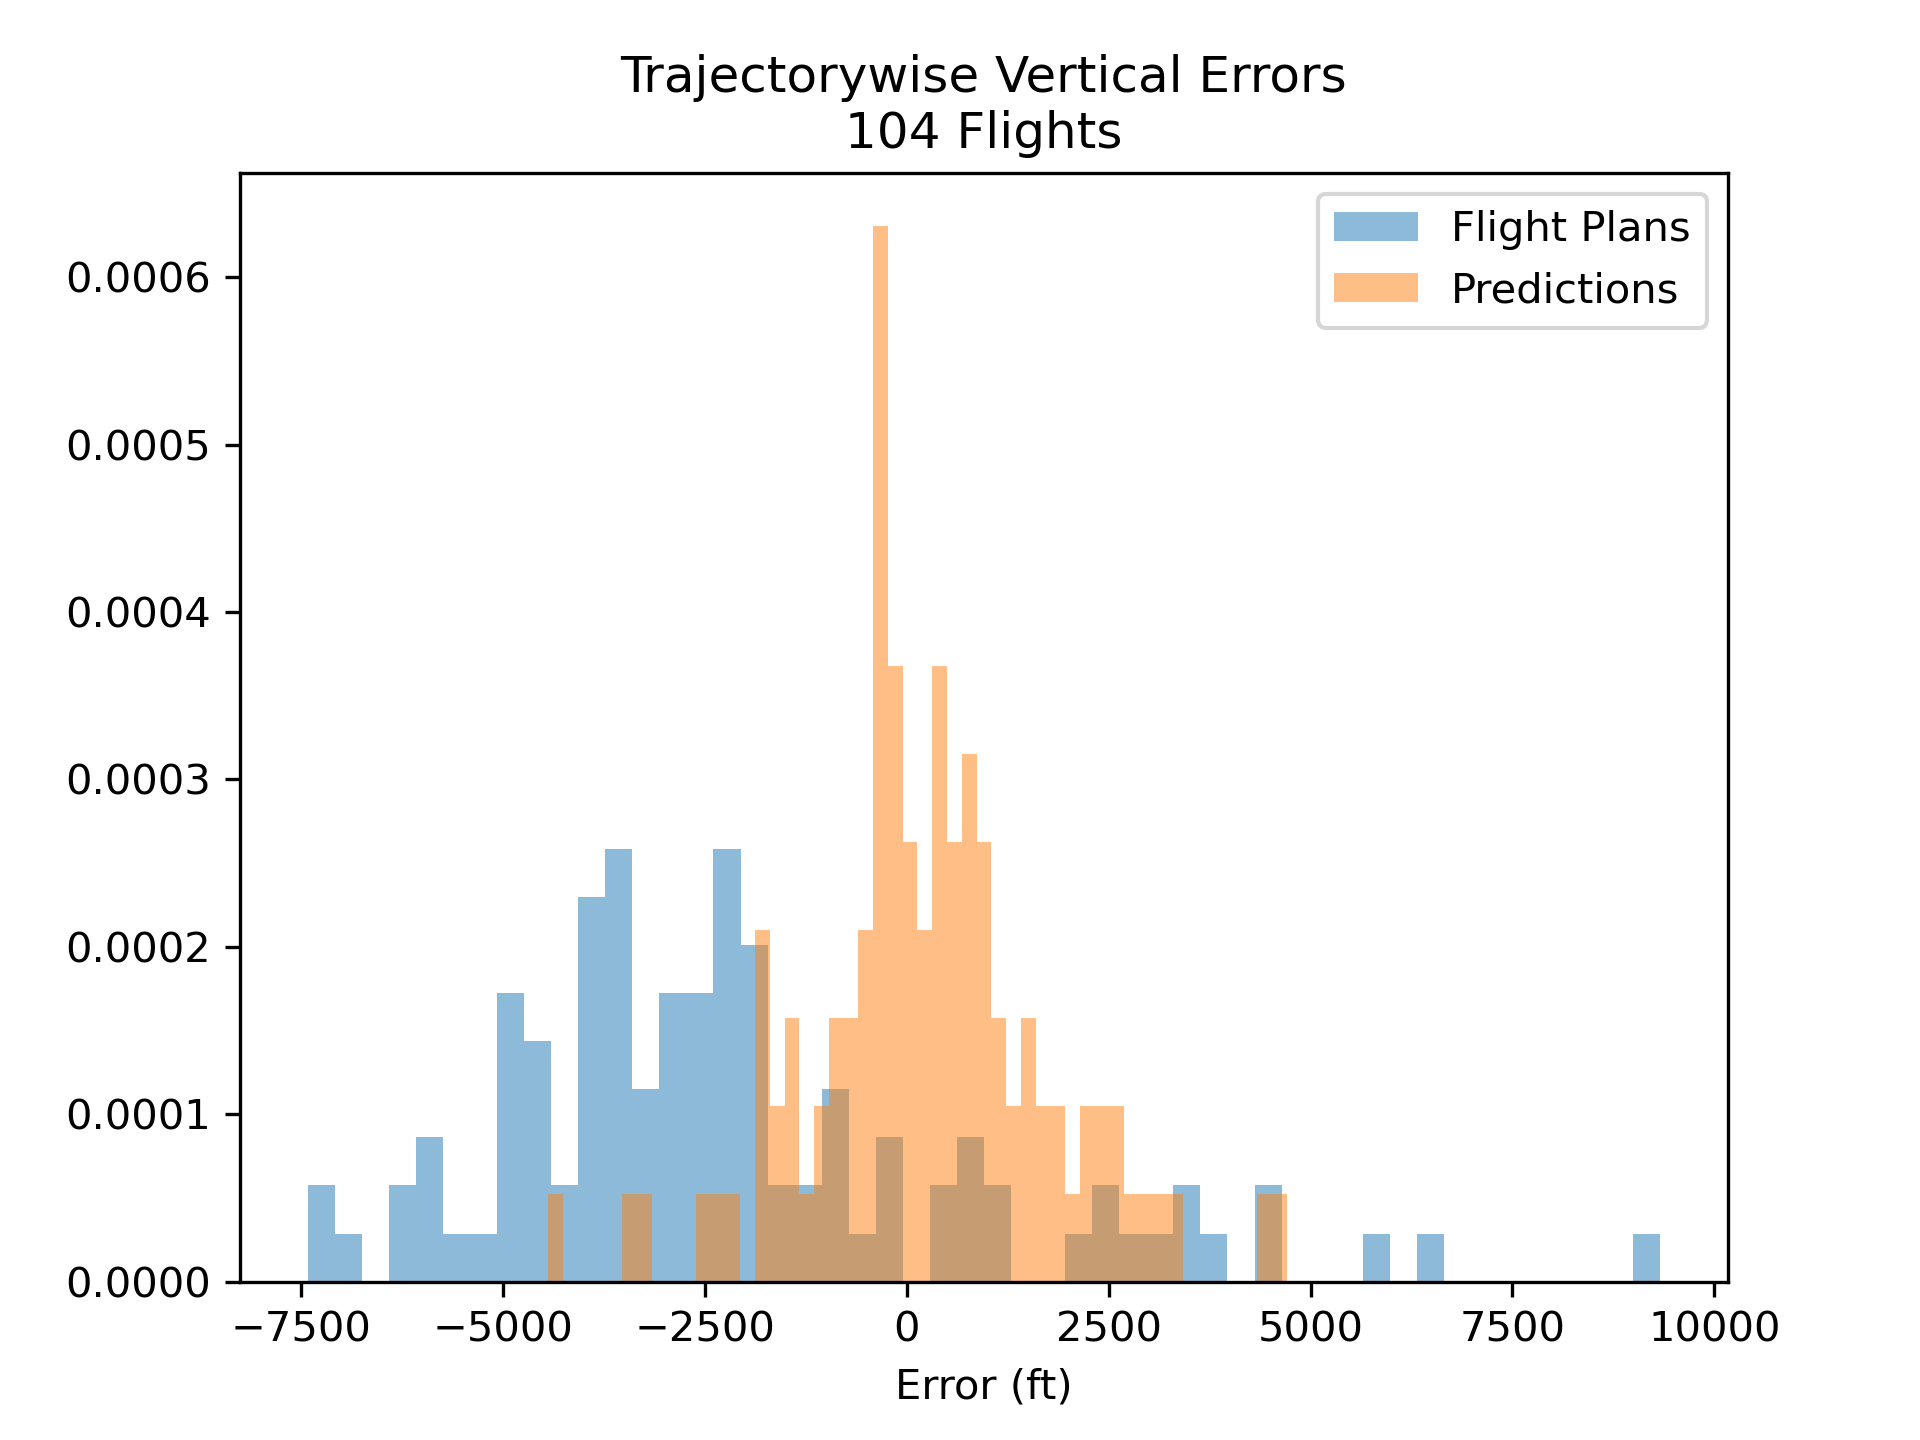 Trajectorywise Vertical Errors
104 Flights
Flight Plans
Predictions
0.0006
0.0005
0.0004
0.0003
0.0002
0.0001
0.0000
−7500 −5000 −2500 0 2500 5000 7500 10000
Error (ft)